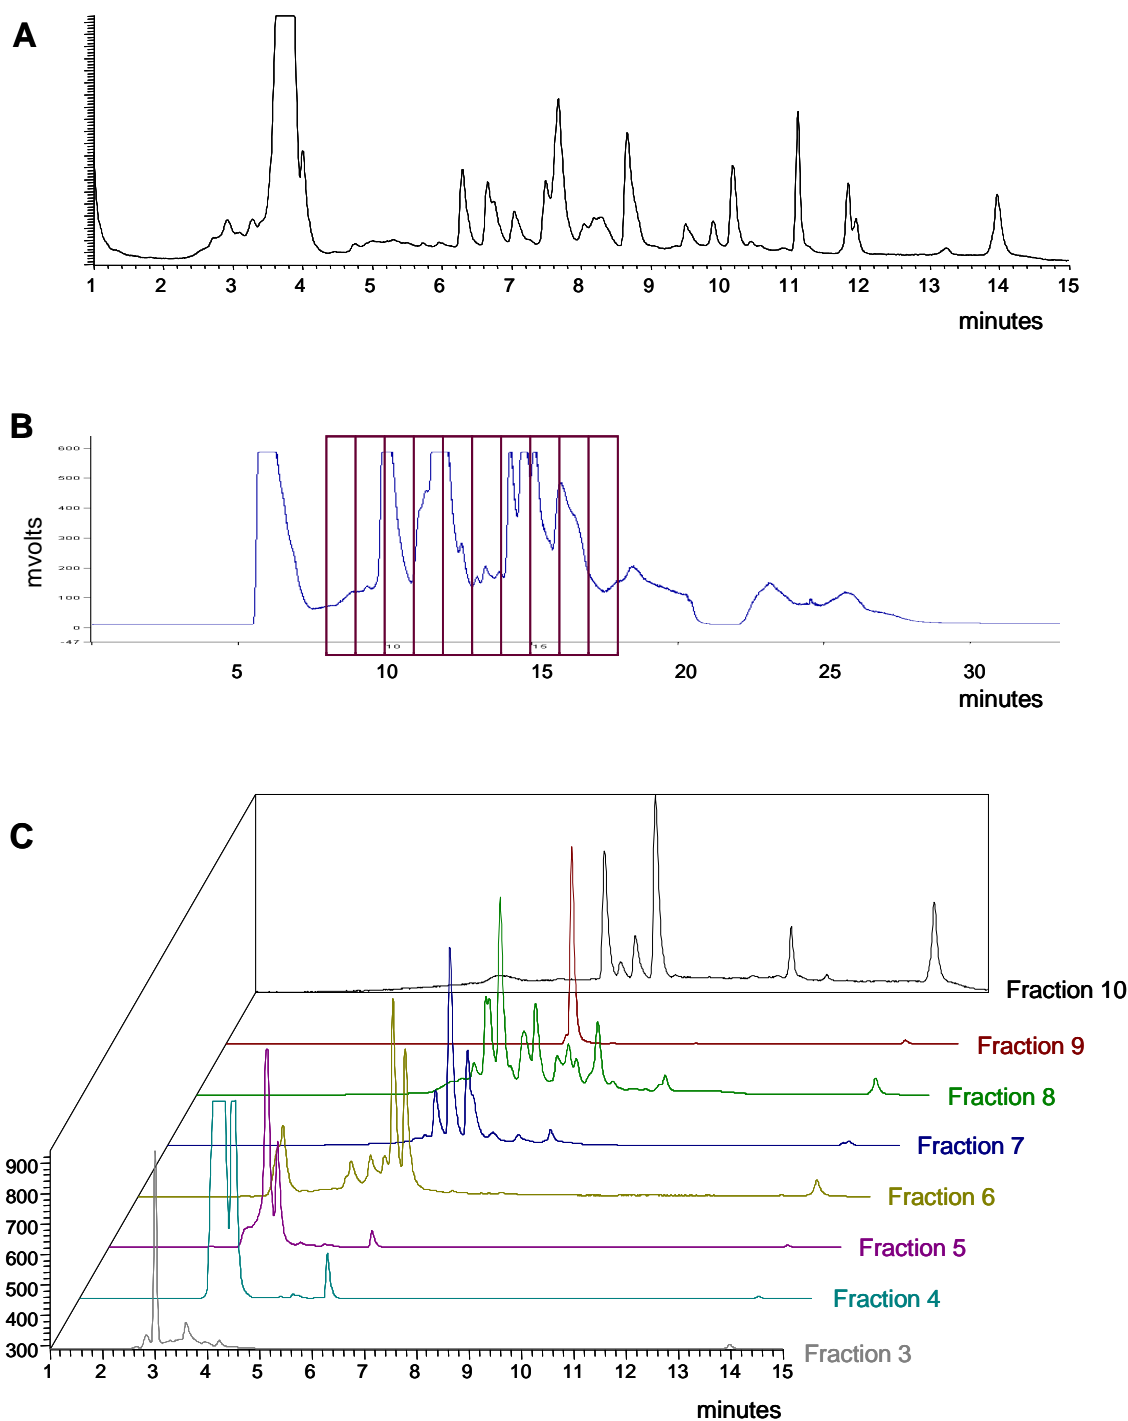 A
1 2 3 4 5 6 7 8 9 10 11 12 13 14 15
minutes
B
mvolts
600
500
400
300
200
100
0
-47
10 15
5 10 15 20 25 30
minutes
C
Fraction 10
Fraction 9
Fraction 8
Fraction 7
Fraction 6
Fraction 5
Fraction 4
Fraction 3
900
800
700
600
500
400
300
1 2 3 4 5 6 7 8 9 10 11 12 13 14 15
minutes